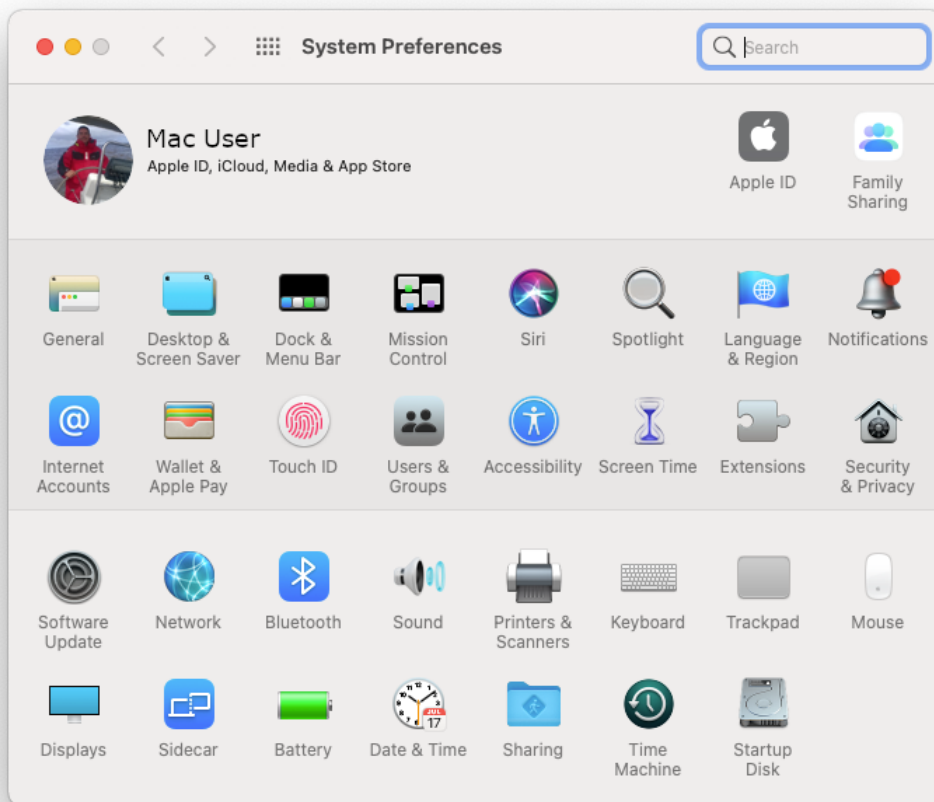 System Preferences
Search
Mac User
Apple ID, iCloud, Media & App Store
Apple ID
Family
Sharing
General
Desktop &
Screen Saver
Dock &
Menu Bar
Mission
Control
Siri
Spotlight
Language
& Region
Notifications
Internet
Accounts
Wallet &
Apple Pay
Touch ID
Users &
Groups
Accessibility
Screen Time
Extensions
Security
& Privacy
Software
Update
Network
Bluetooth
Sound
Printers &
Scanners
Keyboard
Trackpad
Mouse
Displays
Sidecar
Battery
JUL
17
Date & Time
Sharing
Time
Machine
Startup
Disk